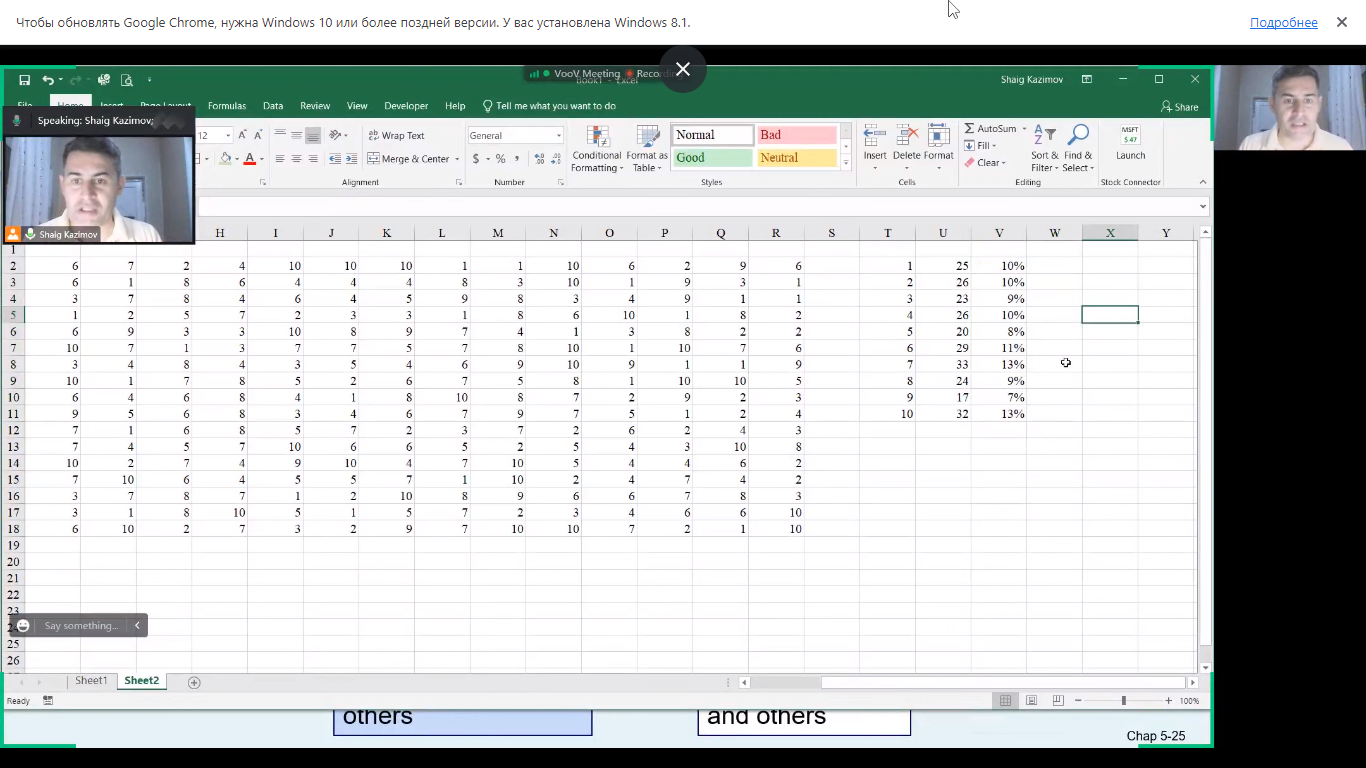 Чтобы обновлять Google Chrome, нужна Windows 10 или более поздней версии. У вас установлена Windows 8.1.
Подробнее
VooV Meeting Recording
Book1 - Excel
Shaig Kazimov
File Home Insert Page Layout Formulas Data Review View Developer Help Tell me what you want to do
Share
Speaking: Shaig Kazimov;
12 A A Wrap Text General Normal Bad AutoSum
Merge & Center $ % Conditional Formatting Format as Table Good Neutral Insert Delete Format Fill Clear Sort & Filter Find & Select MSFT $ 47 Launch
Alignment Number Styles Cells Editing Stock Connector
Shaig Kazimov
H I J K L M N O P Q R S T U V W X Y
1
2 6 7 2 4 10 10 10 1 1 10 6 2 9 6 1 25 10%
3 6 1 8 6 4 4 4 8 3 10 1 9 3 1 2 26 10%
4 3 7 8 4 6 4 5 9 8 3 4 9 1 1 3 23 9%
5 1 2 5 7 2 3 3 1 8 6 10 1 8 2 4 26 10%
6 6 9 3 3 10 8 9 7 4 1 3 8 2 2 5 20 8%
7 10 7 1 3 7 7 5 7 8 10 1 10 7 6 6 29 11%
8 3 4 8 4 3 5 4 6 9 10 9 1 1 9 7 33 13%
9 10 1 7 8 5 2 6 7 5 8 1 10 10 5 8 24 9%
10 6 4 6 8 4 1 8 10 8 7 2 9 2 3 9 17 7%
11 9 5 6 8 3 4 6 7 9 7 5 1 2 4 10 32 13%
12 7 1 6 8 5 7 2 3 7 2 6 2 4 3
13 7 4 5 7 10 6 6 5 2 5 4 3 10 8
14 10 2 7 4 9 10 4 7 10 5 4 4 6 2
15 7 10 6 4 5 5 7 1 10 2 4 7 4 2
16 3 7 8 7 1 2 10 8 9 6 6 7 8 3
17 3 1 8 10 5 1 5 7 2 3 4 6 6 10
18 6 10 2 7 3 2 9 7 10 10 7 2 1 10
19
20
21
22
23
Say something...
25
26
Sheet1 Sheet2
Ready
100%
others
and others
Chap 5-25